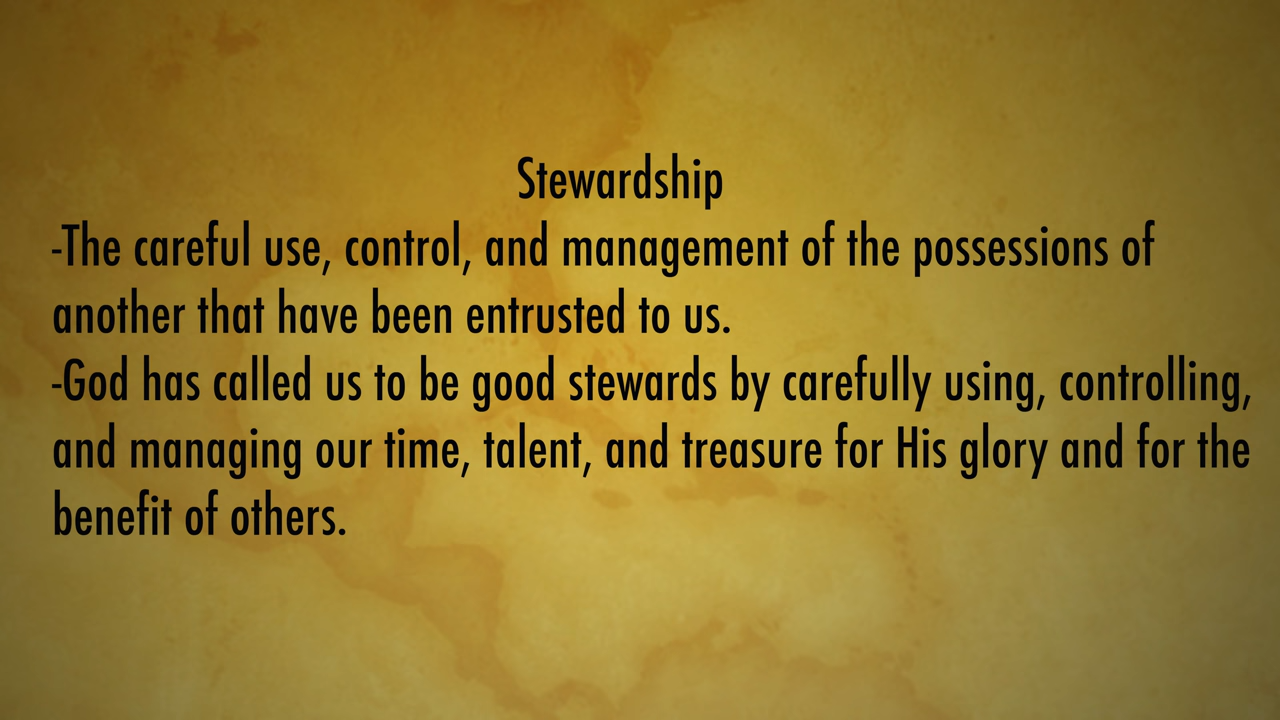 Stewardship
-The careful use, control, and management of the possessions of
another that have been entrusted to us.
-God has called us to be good stewards by carefully using, controlling,
and managing our time, talent, and treasure for His glory and for the
benefit of others.